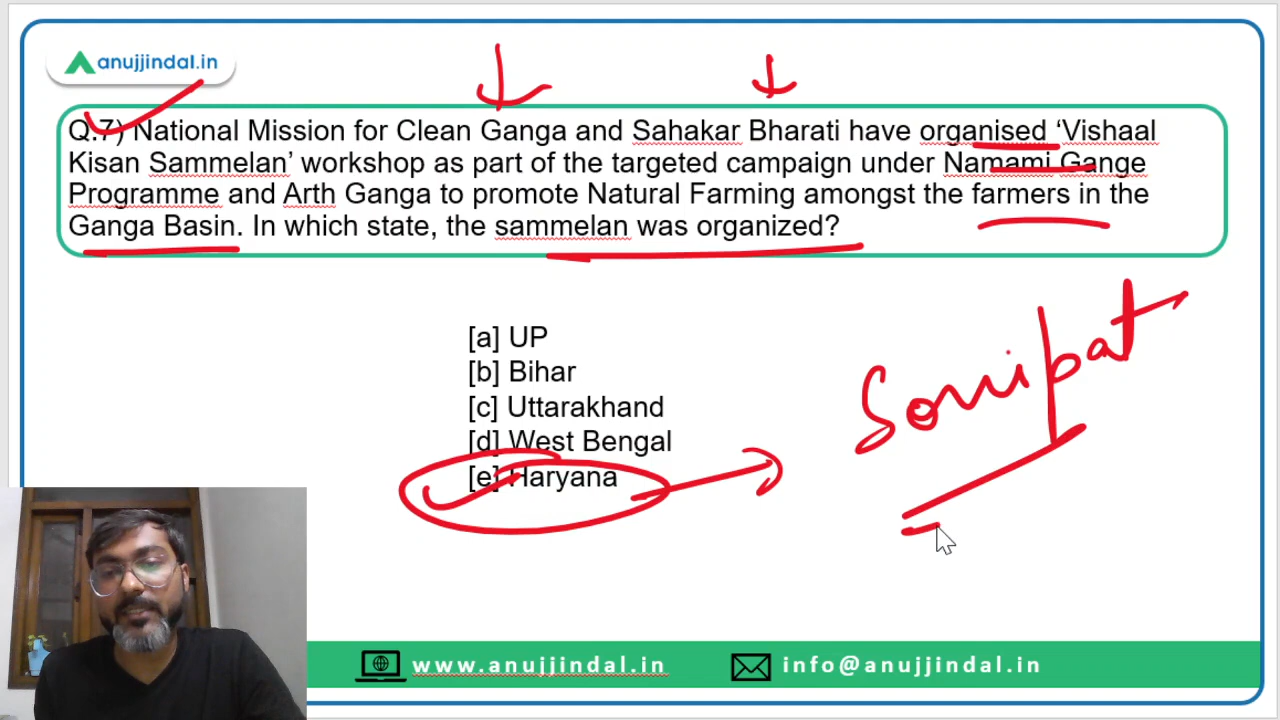 anujjindal.in
Q.7) National Mission for Clean Ganga and Sahakar Bharati have organised ‘Vishaal
Kisan Sammelan’ workshop as part of the targeted campaign under Namami Gange
Programme and Arth Ganga to promote Natural Farming amongst the farmers in the
Ganga Basin. In which state, the sammelan was organized?
[a] UP
[b] Bihar
[c] Uttarakhand
[d] West Bengal
[e] Haryana
Sonipat
www.anujjindal.in
info@anujjindal.in